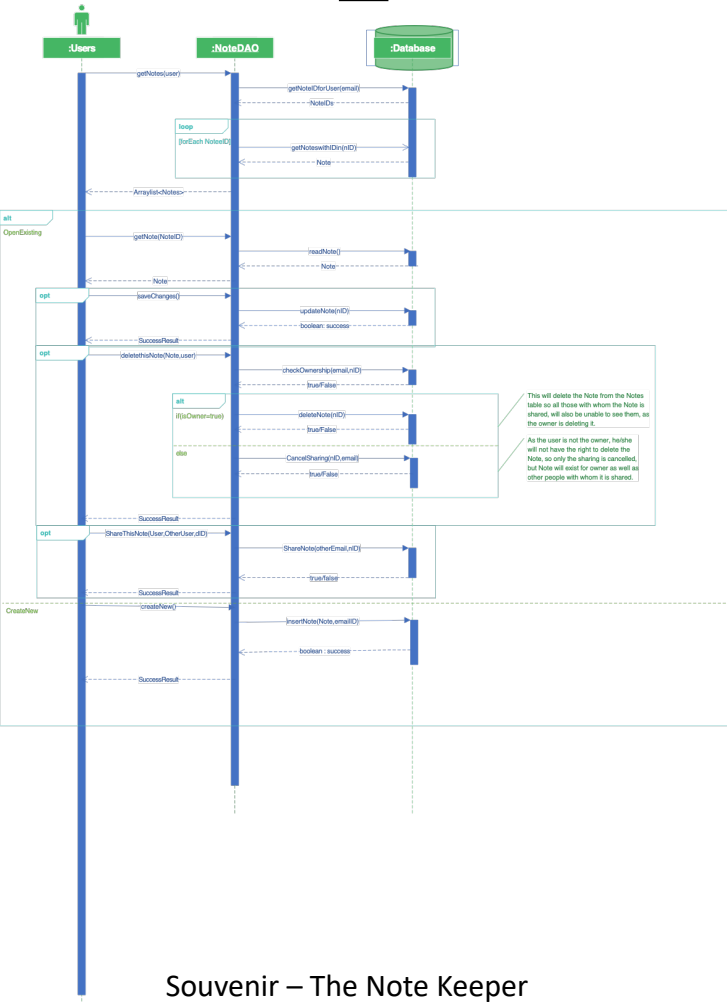 :Users
:NoteDAO
:Database
getNotes(user)
getNoteIDforUser(email)
NoteIDs
loop
[forEach NotesID]
getNoteswithIDin(nID)
Note
Arraylist<Notes>
alt
OpenExisting
getNote(NoteID)
readNote()
Note
Note
opt
saveChanges()
updateNote(nID)
boolean: success
SuccessResult
opt
deletethisNote(Note,user)
checkOwnership(email,nID)
true/False
alt
if(isOwner=true)
deleteNote(nID)
true/False
This will delete the Note from the Notes
table so all those with whom the Note is
shared, will also be unable to see them, as
the owner is deleting it.
else
CancelSharing(nID,email)
true/False
As the user is not the owner, he/she
will not have the right to delete the
Note, so only the sharing is cancelled,
but Note will exist for owner as well as
other people with whom it is shared.
SuccessResult
opt
ShareThisNote(User,OtherUser,dID)
ShareNote(otherEmail,nID)
true/false
SuccessResult
CreateNew
createNew()
InsertNote(Note,emailID)
boolean : success
SuccessResult
Souvenir – The Note Keeper